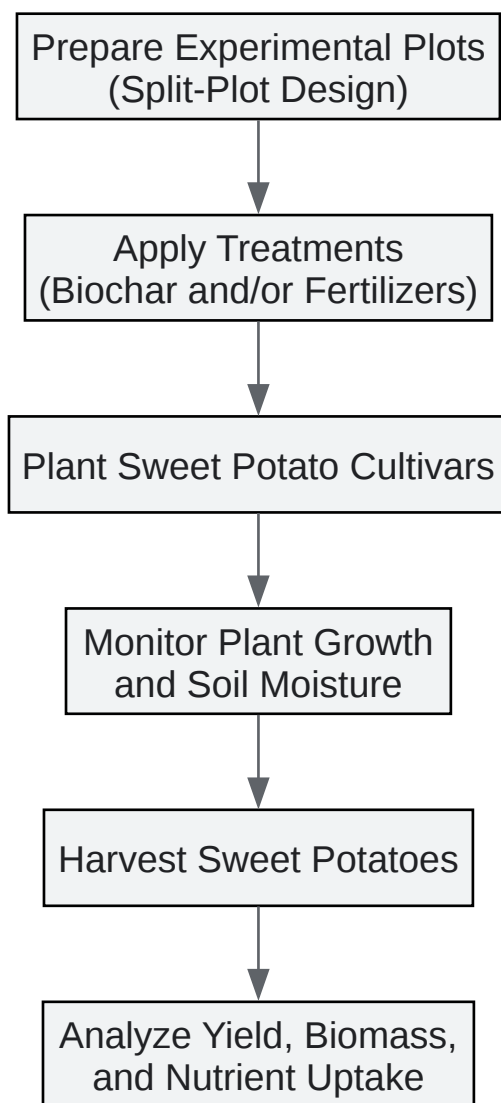 Prepare Experimental Plots
(Split-Plot Design)
Apply Treatments
(Biochar and/or Fertilizers)
Plant Sweet Potato Cultivars
Monitor Plant Growth
and Soil Moisture
Harvest Sweet Potatoes
Analyze Yield, Biomass,
and Nutrient Uptake